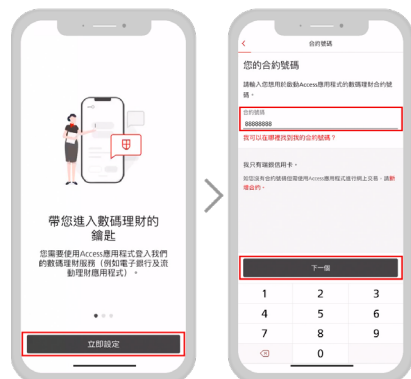 帶您進入數碼理財的
鑰匙
您需要使用Access應用程式登入我們
的數碼理財服務（例如電子銀行及流
動理財應用程式）。
立即設定
合約號碼
您的合約號碼
請輸入您想用於啟動Access應用程式的數碼理財合約號
碼。
合約號碼
88888888
我可以在哪裡找到我的合約號碼？
我只有瑞銀信用卡。
如您沒有合約號碼但需使用Access應用程式進行網上交易，請新
增合約。
下一個
1 2 3
4 5 6
7 8 9
0